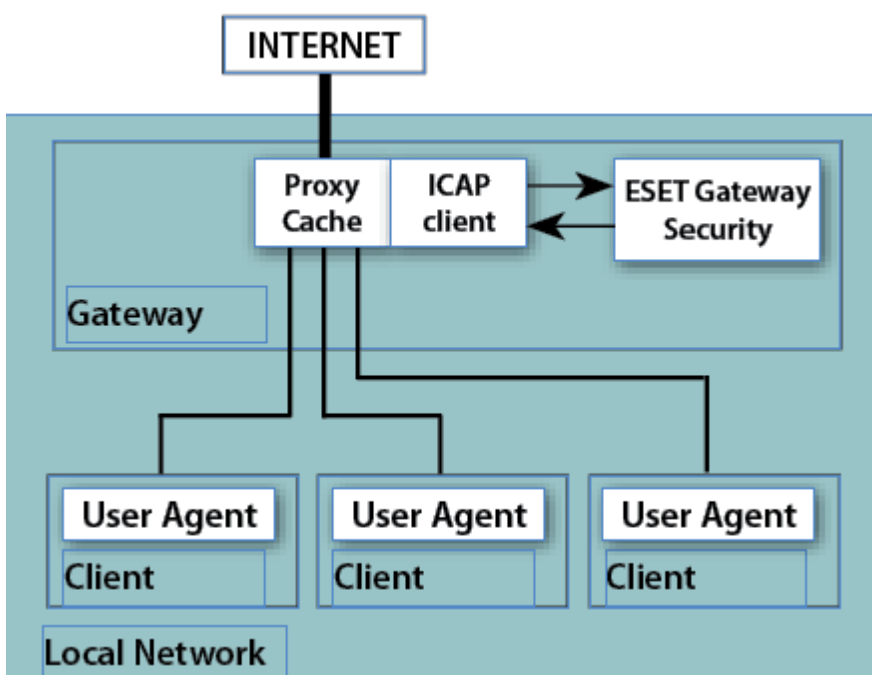 INTERNET
Proxy
Cache
ICAP
client
ESET Gateway
Security
Gateway
User Agent
Client
User Agent
Client
User Agent
Client
Local Network